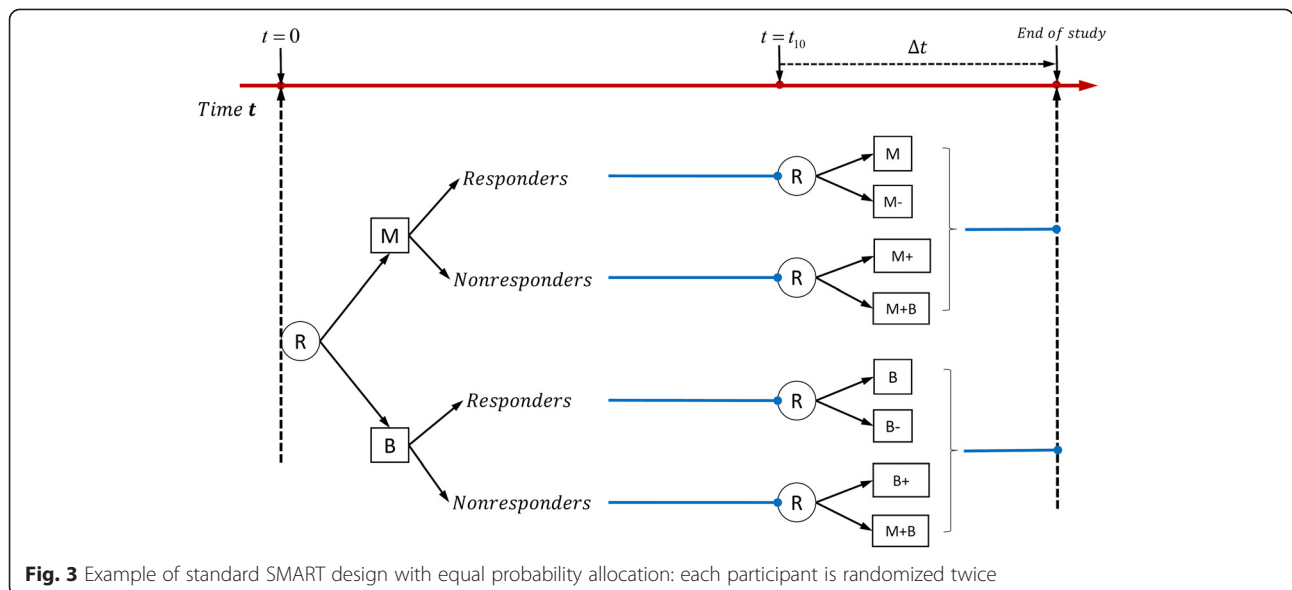 t = 0
t = t10
Δt
End of study
Time t
M
Responders
R
M-
M
M+
Nonresponders
R
M+B
R
B
Responders
R
B-
B
B+
Nonresponders
R
M+B
Fig. 3 Example of standard SMART design with equal probability allocation: each participant is randomized twice